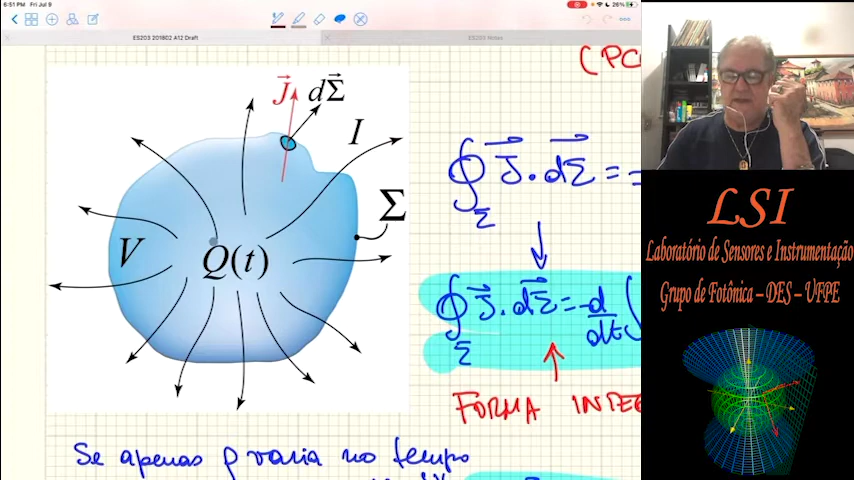 6:51 PM Fri Jul 9
26%
ES203 201802 A12 Draft
ES203 Notes
(PC
J⃗ dΣ⃗
I
Σ
V
Q(t)
∮Σ J⃗ · dΣ⃗ = -
∮Σ J⃗ · dΣ⃗ = -d/dt ∫
FORMA INTEG
Se apenas ρ varia no tempo
LSI
Laboratório de Sensores e Instrumentação
Grupo de Fotônica – DES – UFPE